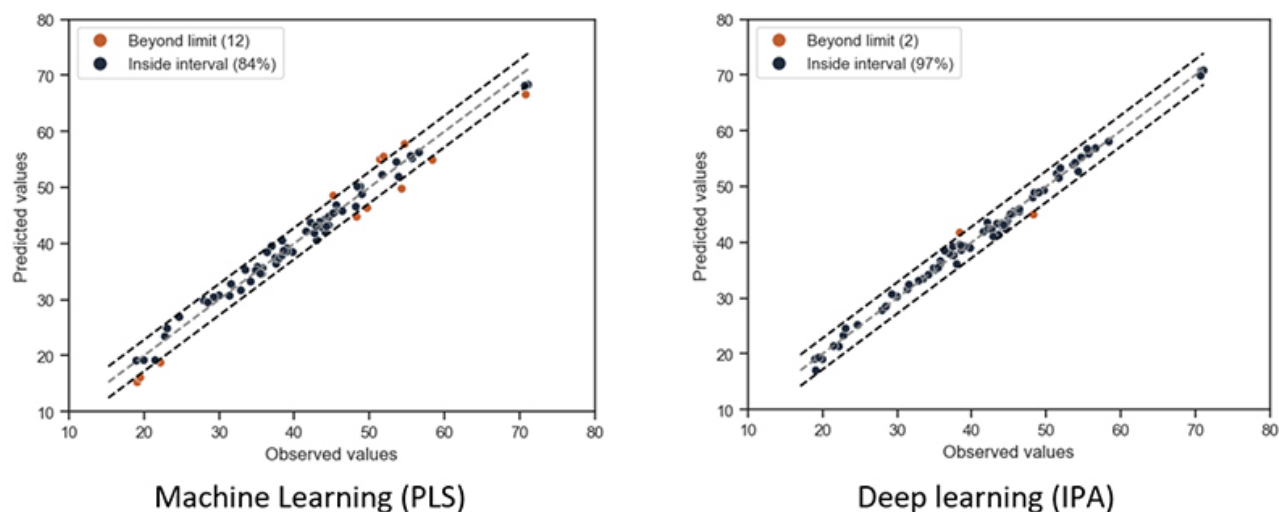 80
70
60
50
40
30
20
10
Predicted values
Beyond limit (12)
Inside interval (84%)
10 20 30 40 50 60 70 80
Observed values
Machine Learning (PLS)
80
70
60
50
40
30
20
10
Predicted values
Beyond limit (2)
Inside interval (97%)
10 20 30 40 50 60 70 80
Observed values
Deep learning (IPA)